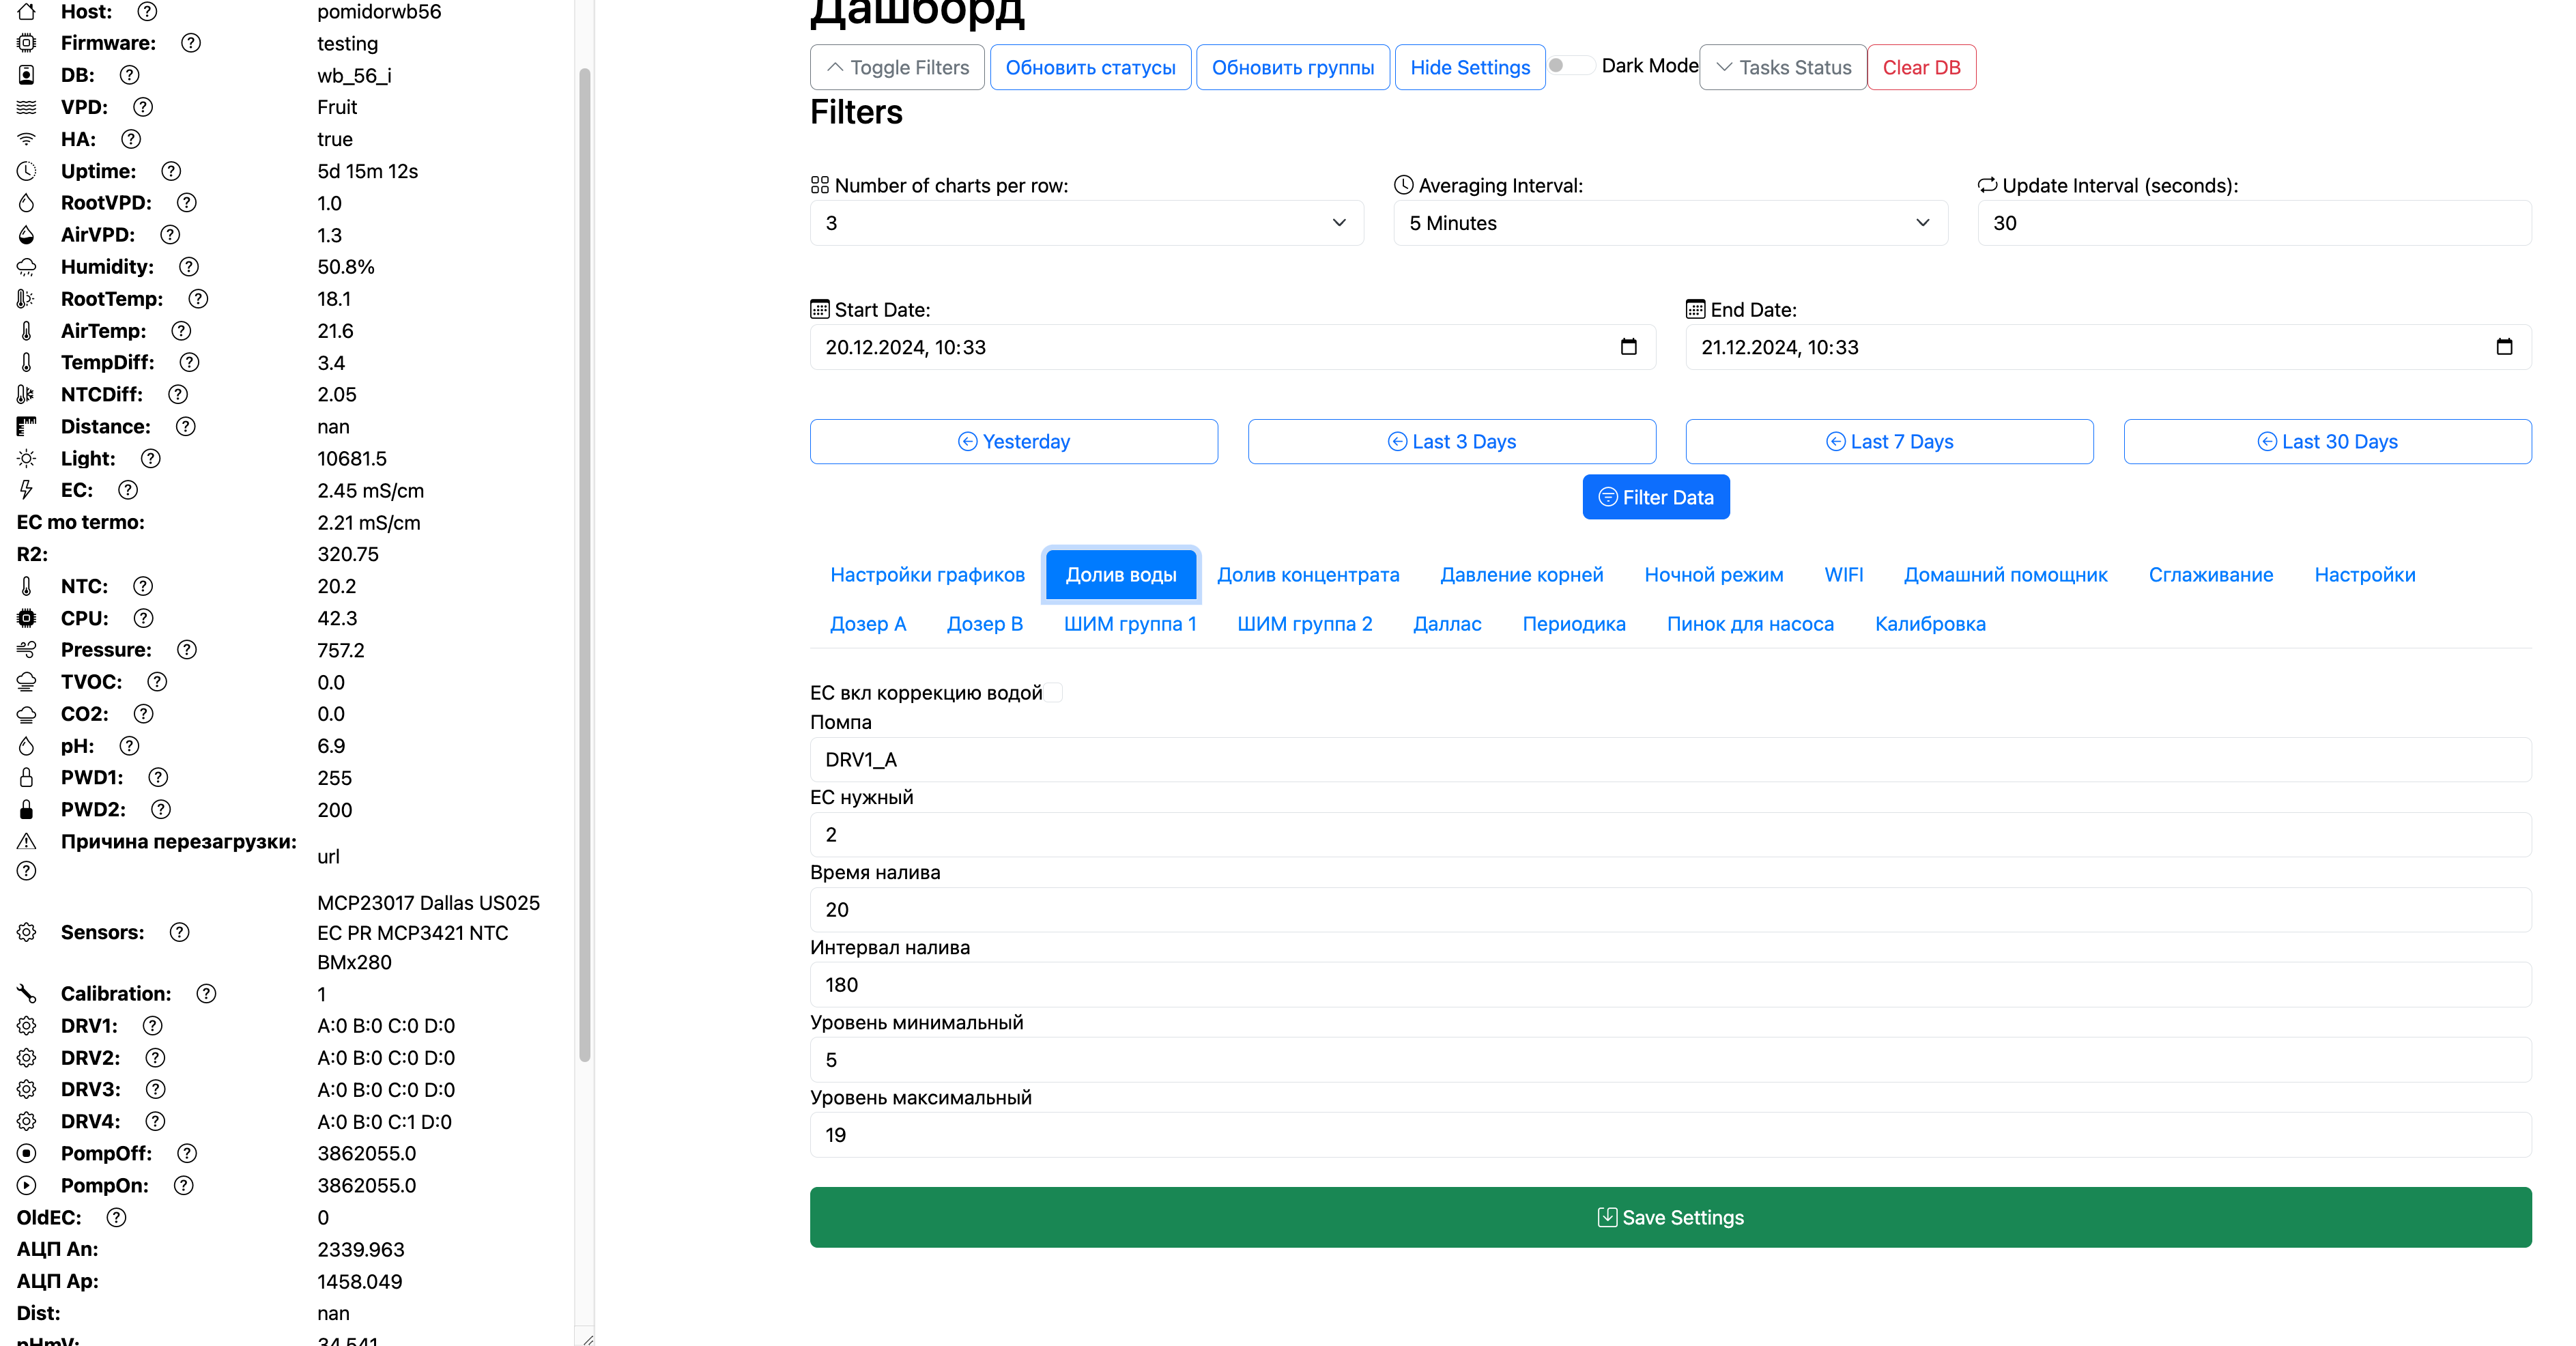 Host: pomidorwb56
Firmware: testing
DB: wb_56_i
VPD: Fruit
HA: true
Uptime: 5d 15m 12s
RootVPD: 1.0
AirVPD: 1.3
Humidity: 50.8%
RootTemp: 18.1
AirTemp: 21.6
TempDiff: 3.4
NTCDiff: 2.05
Distance: nan
Light: 10681.5
EC: 2.45 mS/cm
EC mo termo: 2.21 mS/cm
R2: 320.75
NTC: 20.2
CPU: 42.3
Pressure: 757.2
TVOC: 0.0
CO2: 0.0
pH: 6.9
PWD1: 255
PWD2: 200
Причина перезагрузки: url
Sensors: MCP23017 Dallas US025
EC PR MCP3421 NTC
BMx280
Calibration: 1
DRV1: A:0 B:0 C:0 D:0
DRV2: A:0 B:0 C:0 D:0
DRV3: A:0 B:0 C:0 D:0
DRV4: A:0 B:0 C:1 D:0
PompOff: 3862055.0
PompOn: 3862055.0
OldEC: 0
АЦП An: 2339.963
АЦП Ap: 1458.049
Dist: nan
pHmV: 34.541
Дашборд
Toggle Filters Обновить статусы Обновить группы Hide Settings Dark Mode Tasks Status Clear DB
Filters
Number of charts per row: Averaging Interval: Update Interval (seconds):
3 5 Minutes 30
Start Date: End Date:
20.12.2024, 10:33 21.12.2024, 10:33
Yesterday Last 3 Days Last 7 Days Last 30 Days
Filter Data
Настройки графиков Долив воды Долив концентрата Давление корней Ночной режим WIFI Домашний помощник Сглаживание Настройки
Дозер А Дозер В ШИМ группа 1 ШИМ группа 2 Даллас Периодика Пинок для насоса Калибровка
ЕС вкл коррекцию водой
Помпа
DRV1_A
ЕС нужный
2
Время налива
20
Интервал налива
180
Уровень минимальный
5
Уровень максимальный
19
Save Settings